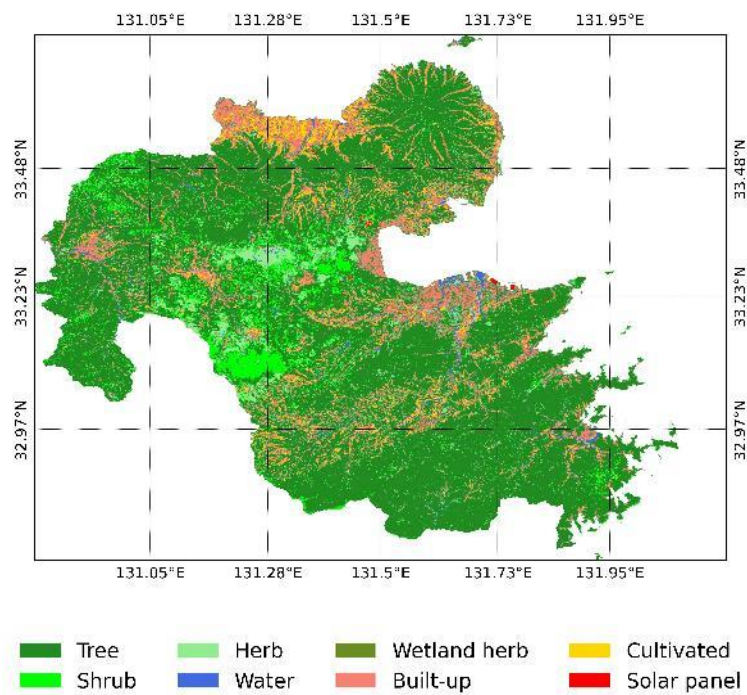 131.05°E 131.28°E 131.5°E 131.73°E 131.95°E
33.48°N 33.48°N
33.23°N 33.23°N
32.97°N 32.97°N
131.05°E 131.28°E 131.5°E 131.73°E 131.95°E
Tree Herb Wetland herb Cultivated
Shrub Water Built-up Solar panel